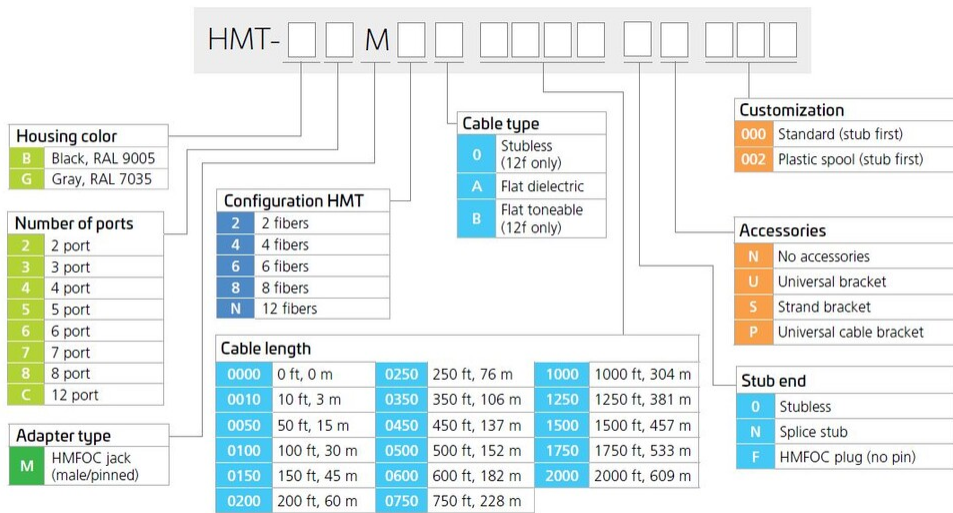 HMT- M
Housing color
B Black, RAL 9005
G Gray, RAL 7035
Number of ports
2 2 port
3 3 port
4 4 port
5 5 port
6 6 port
7 7 port
8 8 port
C 12 port
Adapter type
M HMFOC jack
(male/pinned)
Configuration HMT
2 2 fibers
4 4 fibers
6 6 fibers
8 8 fibers
N 12 fibers
Cable type
0 Stubless
(12f only)
A Flat dielectric
B Flat toneable
(12f only)
Cable length
0000 0 ft, 0 m 0250 250 ft, 76 m 1000 1000 ft, 304 m
0010 10 ft, 3 m 0350 350 ft, 106 m 1250 1250 ft, 381 m
0050 50 ft, 15 m 0450 450 ft, 137 m 1500 1500 ft, 457 m
0100 100 ft, 30 m 0500 500 ft, 152 m 1750 1750 ft, 533 m
0150 150 ft, 45 m 0600 600 ft, 182 m 2000 2000 ft, 609 m
0200 200 ft, 60 m 0750 750 ft, 228 m
Customization
000 Standard (stub first)
002 Plastic spool (stub first)
Accessories
N No accessories
U Universal bracket
S Strand bracket
P Universal cable bracket
Stub end
0 Stubless
N Splice stub
F HMFOC plug (no pin)